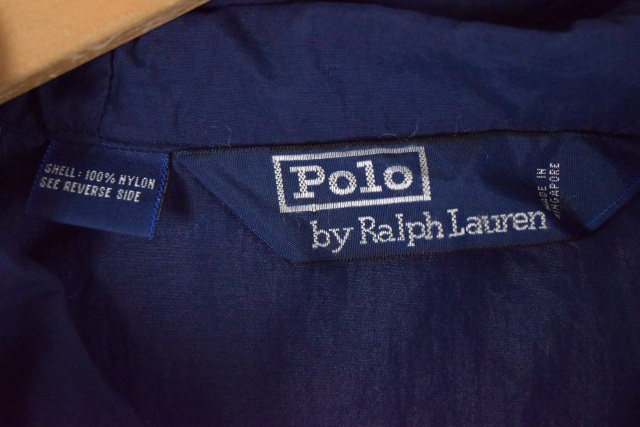 SHELL: 100% NYLON
SEE REVERSE SIDE
Polo
by Ralph Lauren
MADE IN
SINGAPORE